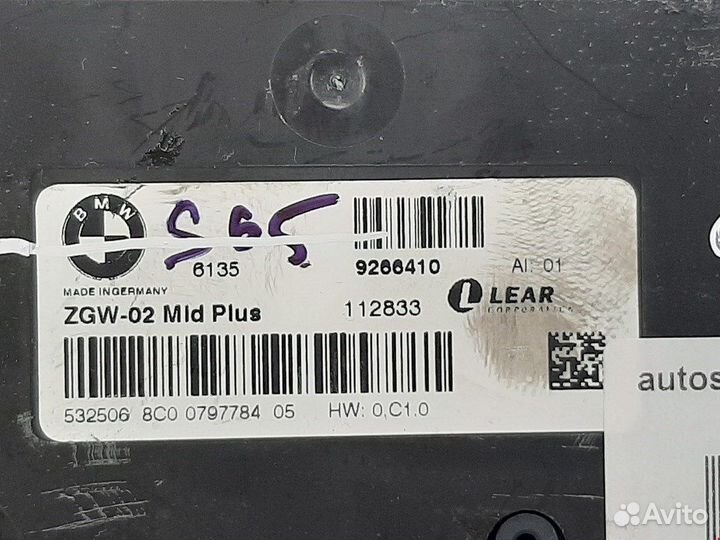 BMW
6135
9266410
AI: 01
MADE IN GERMANY
ZGW-02 Mid Plus
112833
LEAR
CORPORATION
532506 8C0 0797784 05
HW: 0,C1.0
autos
Avito